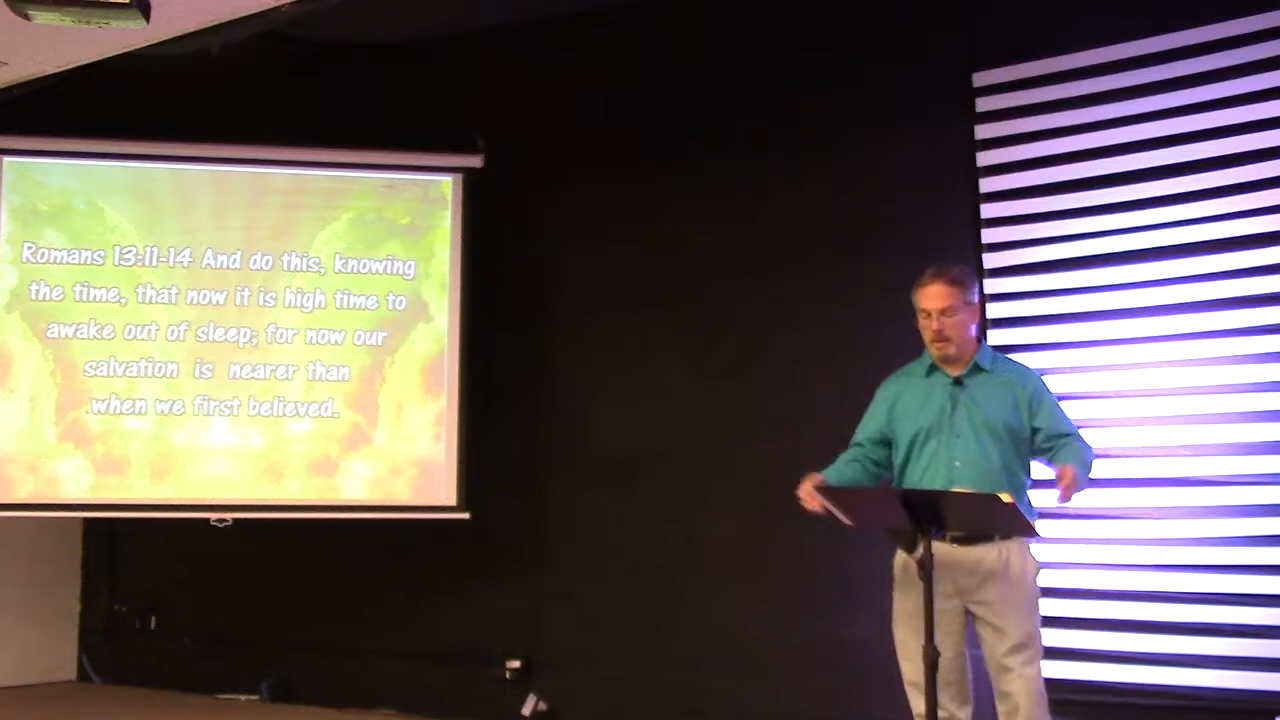 Romans 13:11-14 And do this, knowing
the time, that now it is high time to
awake out of sleep; for now our
salvation is nearer than
when we first believed.